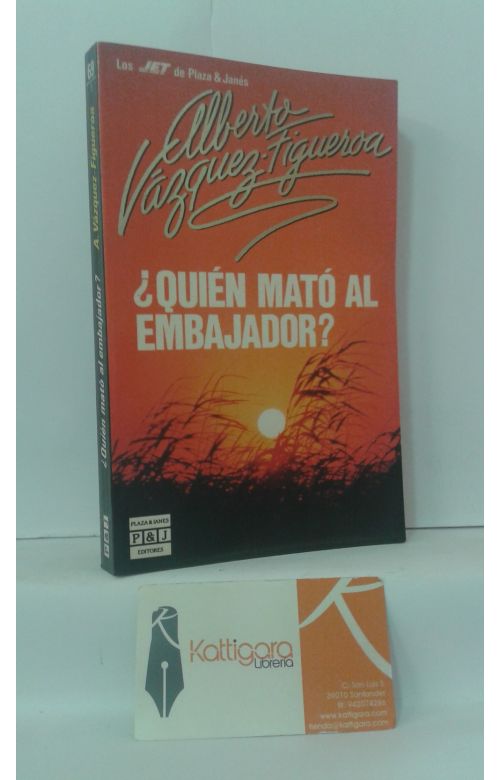 Los JET de Plaza & Janés
Alberto
Vázquez-Figueroa
¿QUIÉN MATÓ AL
EMBAJADOR?
PLAZA & JANES
P & J
EDITORES
A. Vázquez-Figueroa
¿Quién mató al embajador?
P&J
Kattigara
Librería
C/ San Luis 5
39010 Santander
www.kattigara.com
tienda@kattigara.com